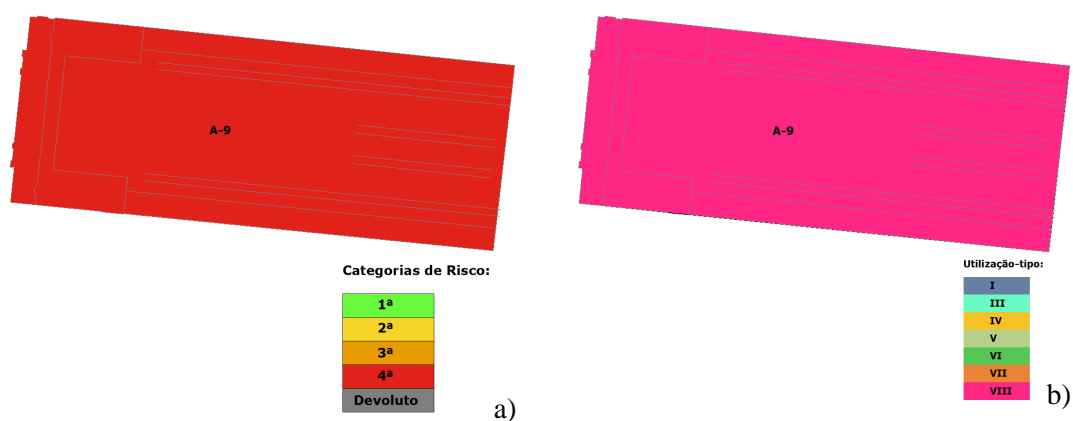 A-9
Categorias de Risco:
1ª
2ª
3ª
4ª
Devoluto
a)
A-9
Utilização-tipo:
I
III
IV
V
VI
VII
VIII
b)